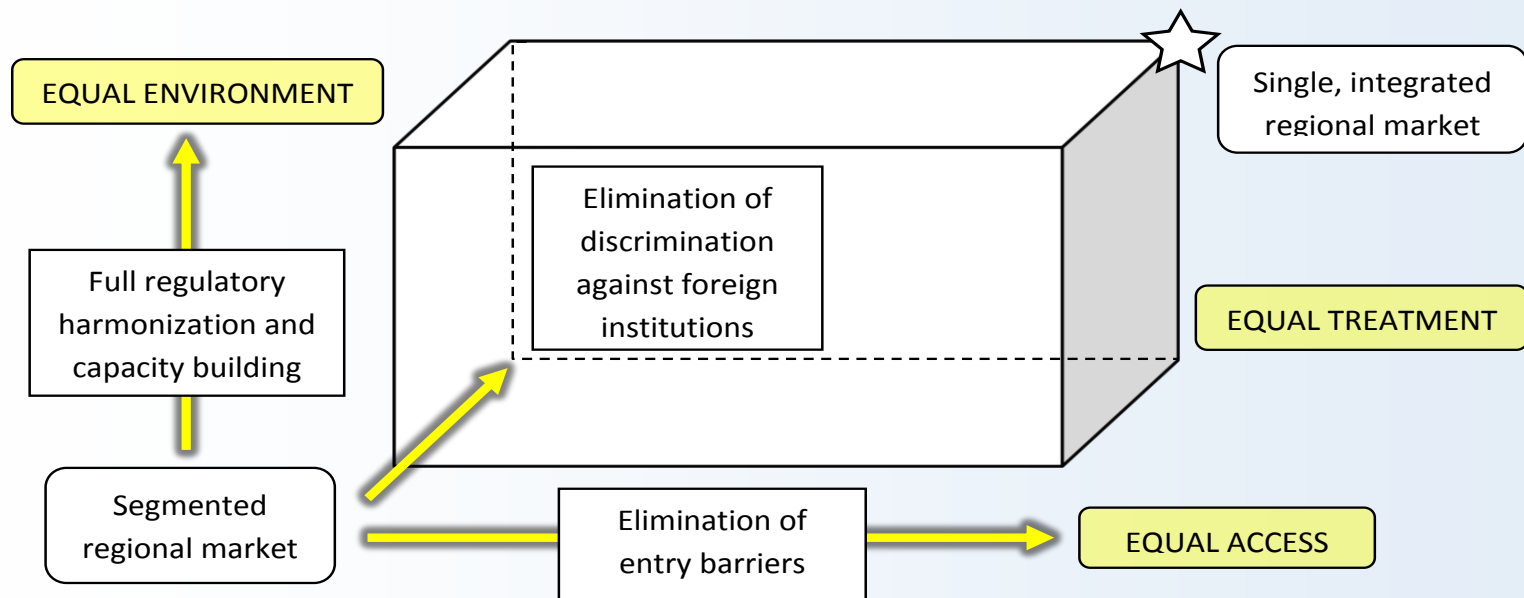 EQUAL ENVIRONMENT
Single, integrated
regional market
Elimination of
discrimination
against foreign
institutions
Full regulatory
harmonization and
capacity building
EQUAL TREATMENT
Segmented
regional market
Elimination of
entry barriers
EQUAL ACCESS